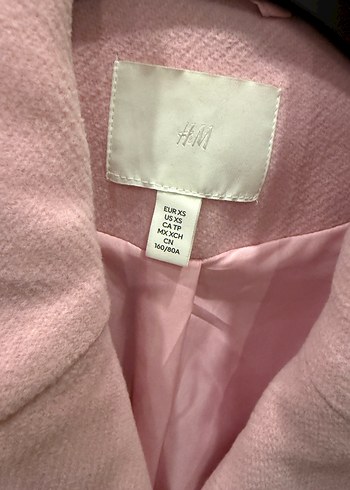 H&M
EUR XS
US XS
CA TP
MX XCH
CN
160/80A